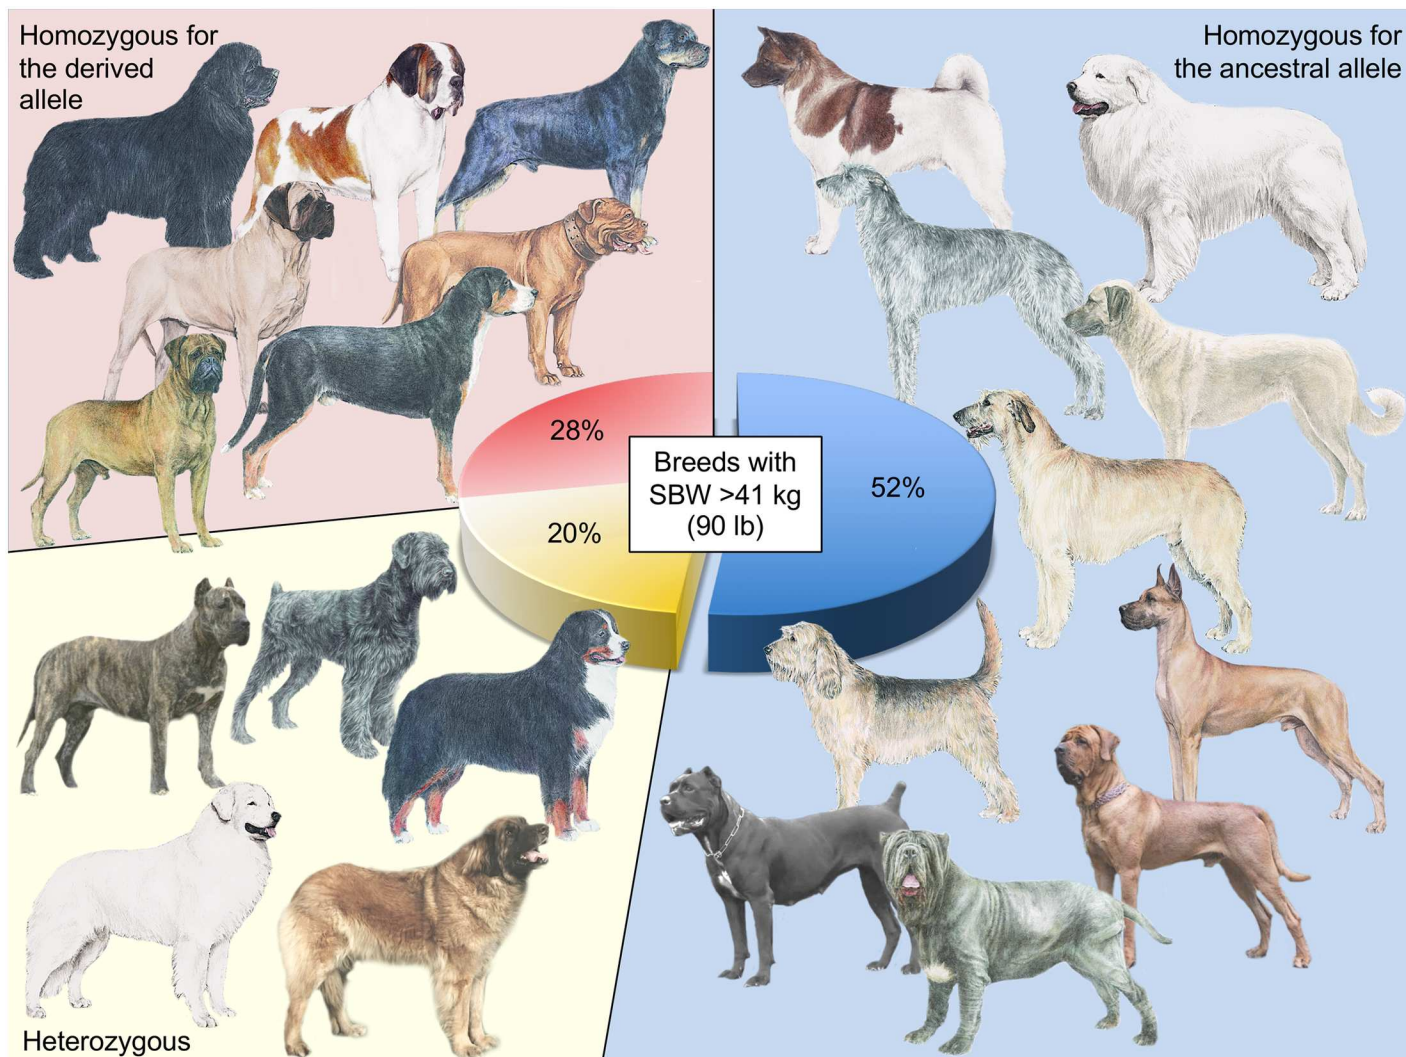 Homozygous for
the derived
allele
Homozygous for
the ancestral allele
28%
Breeds with
SBW >41 kg
(90 lb)
52%
20%
Heterozygous